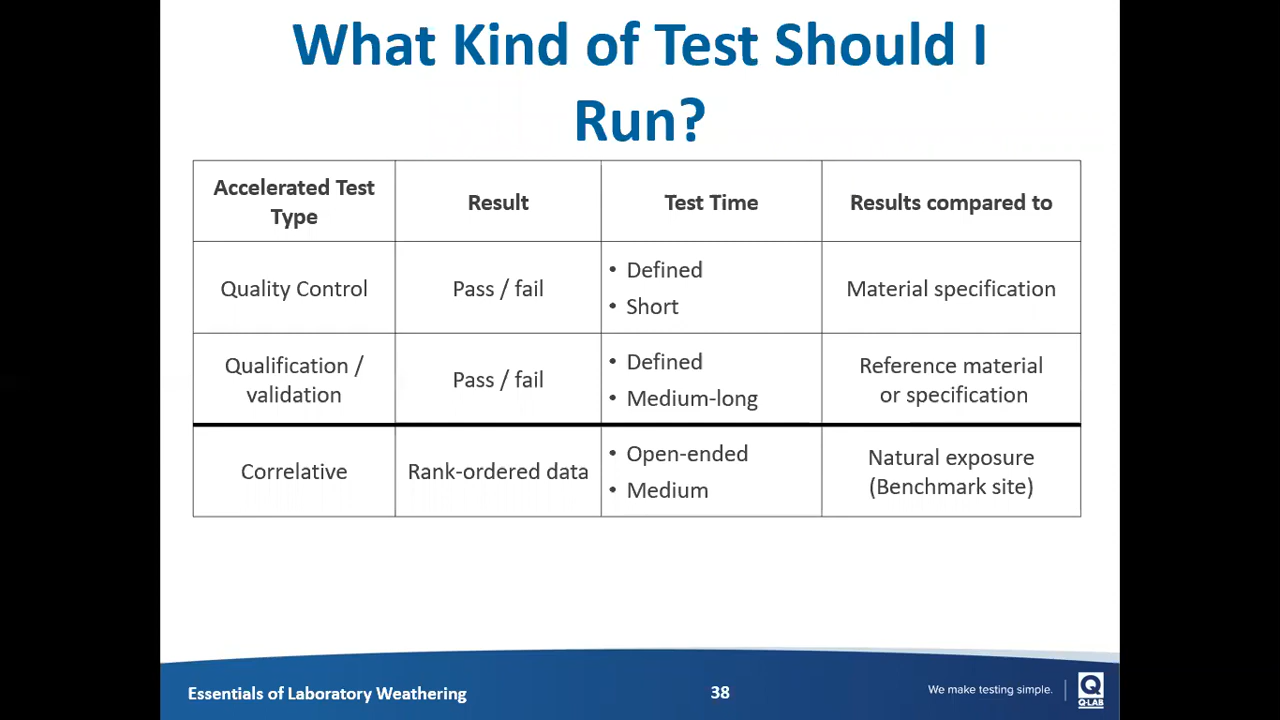 What Kind of Test Should I
Run?
Accelerated Test
Type
Result
Test Time
Results compared to
Quality Control
Pass / fail
• Defined
• Short
Material specification
Qualification /
validation
Pass / fail
• Defined
• Medium-long
Reference material
or specification
Correlative
Rank-ordered data
• Open-ended
• Medium
Natural exposure
(Benchmark site)
Essentials of Laboratory Weathering
38
We make testing simple.
Q
Q-LAB